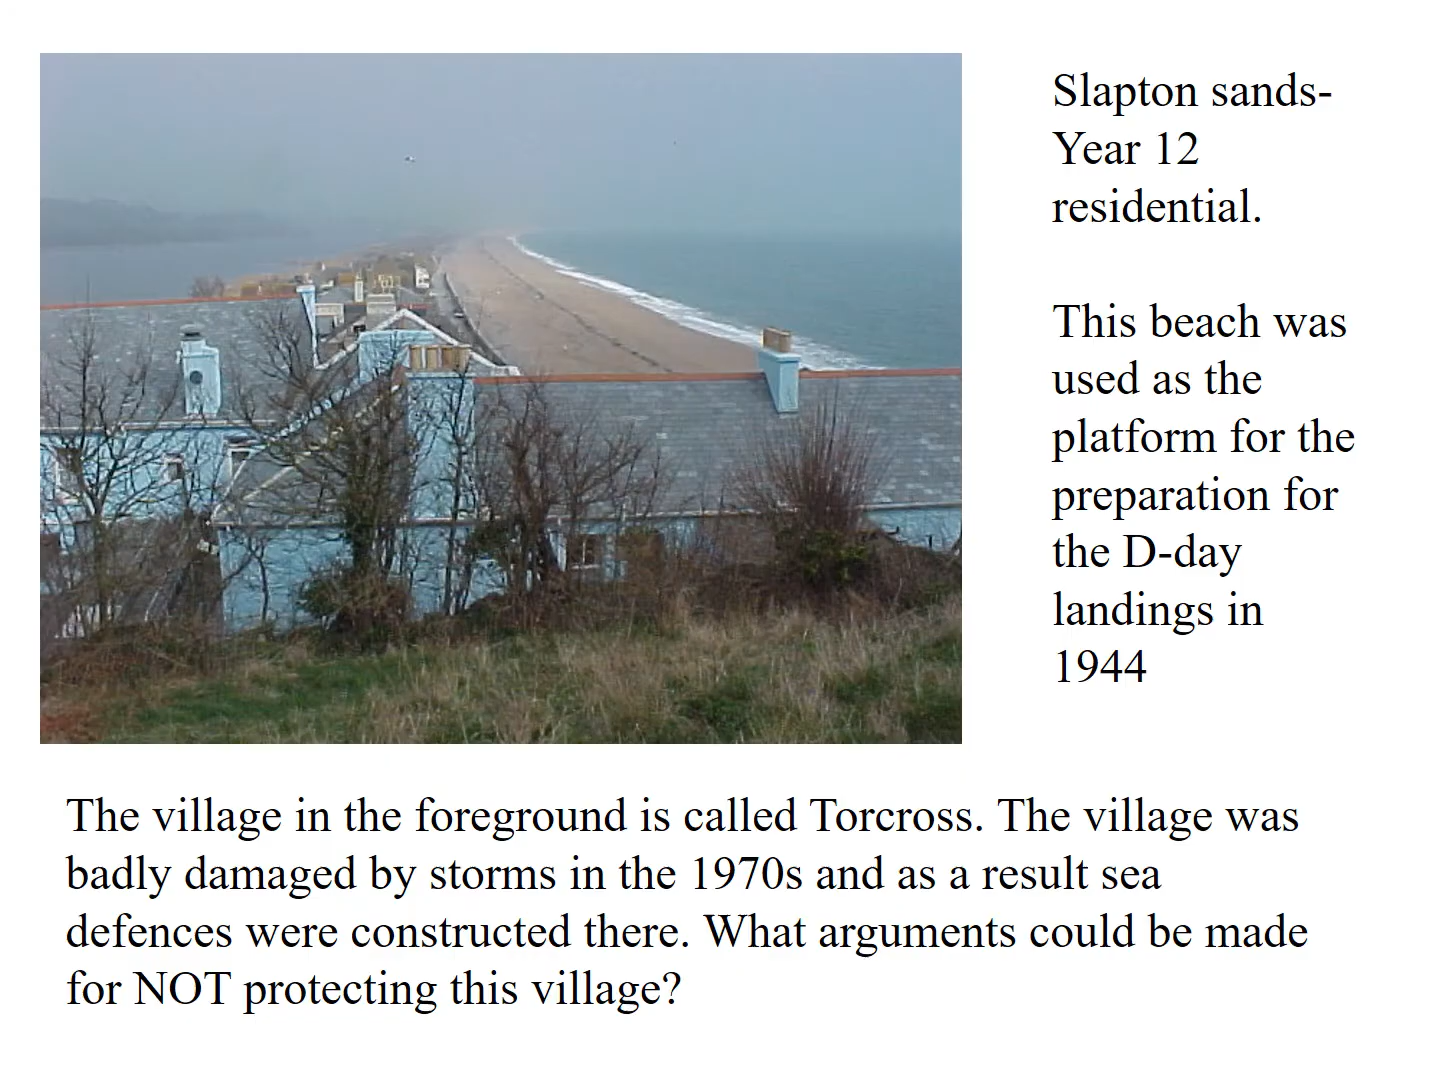 Slapton sands-
Year 12
residential.
This beach was
used as the
platform for the
preparation for
the D-day
landings in
1944
The village in the foreground is called Torcross. The village was
badly damaged by storms in the 1970s and as a result sea
defences were constructed there. What arguments could be made
for NOT protecting this village?